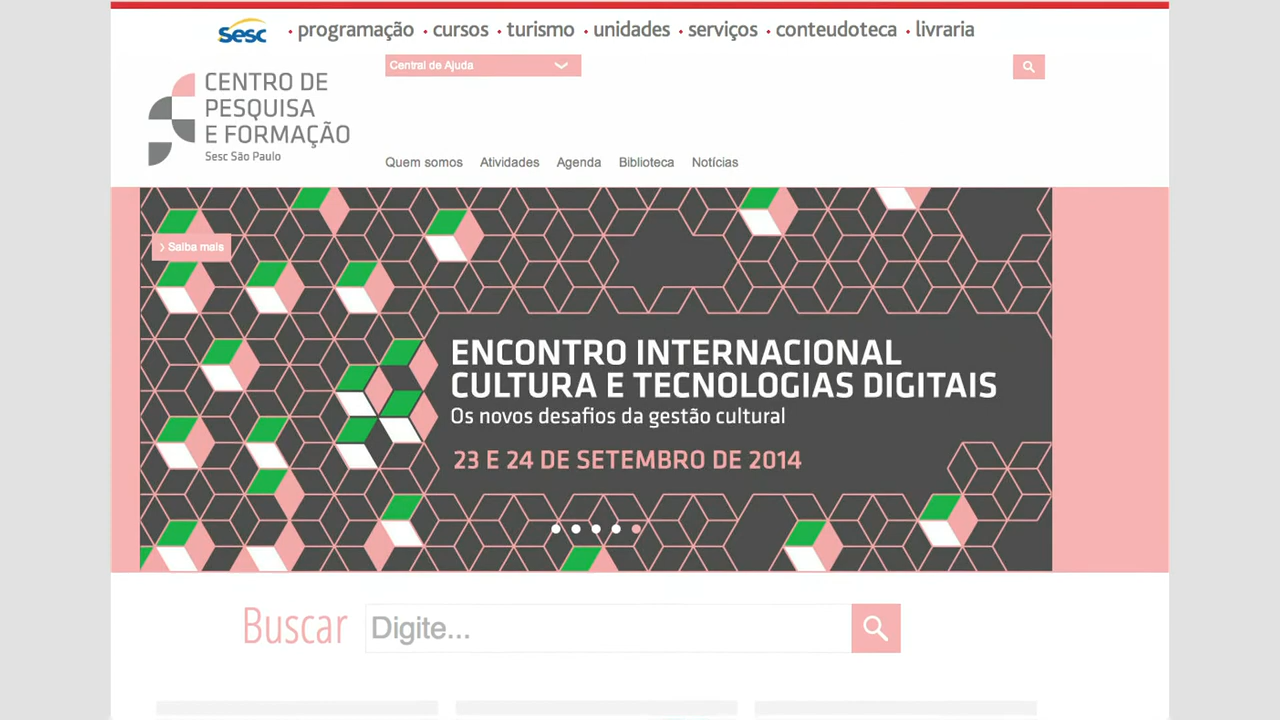 Sesc
programação
cursos
turismo
unidades
serviços
conteudoteca
livraria
CENTRO DE
PESQUISA
E FORMAÇÃO
Sesc São Paulo
Central de Ajuda
Quem somos
Atividades
Agenda
Biblioteca
Notícias
Saiba mais
ENCONTRO INTERNACIONAL
CULTURA E TECNOLOGIAS DIGITAIS
Os novos desafios da gestão cultural
23 E 24 DE SETEMBRO DE 2014
Buscar
Digite...